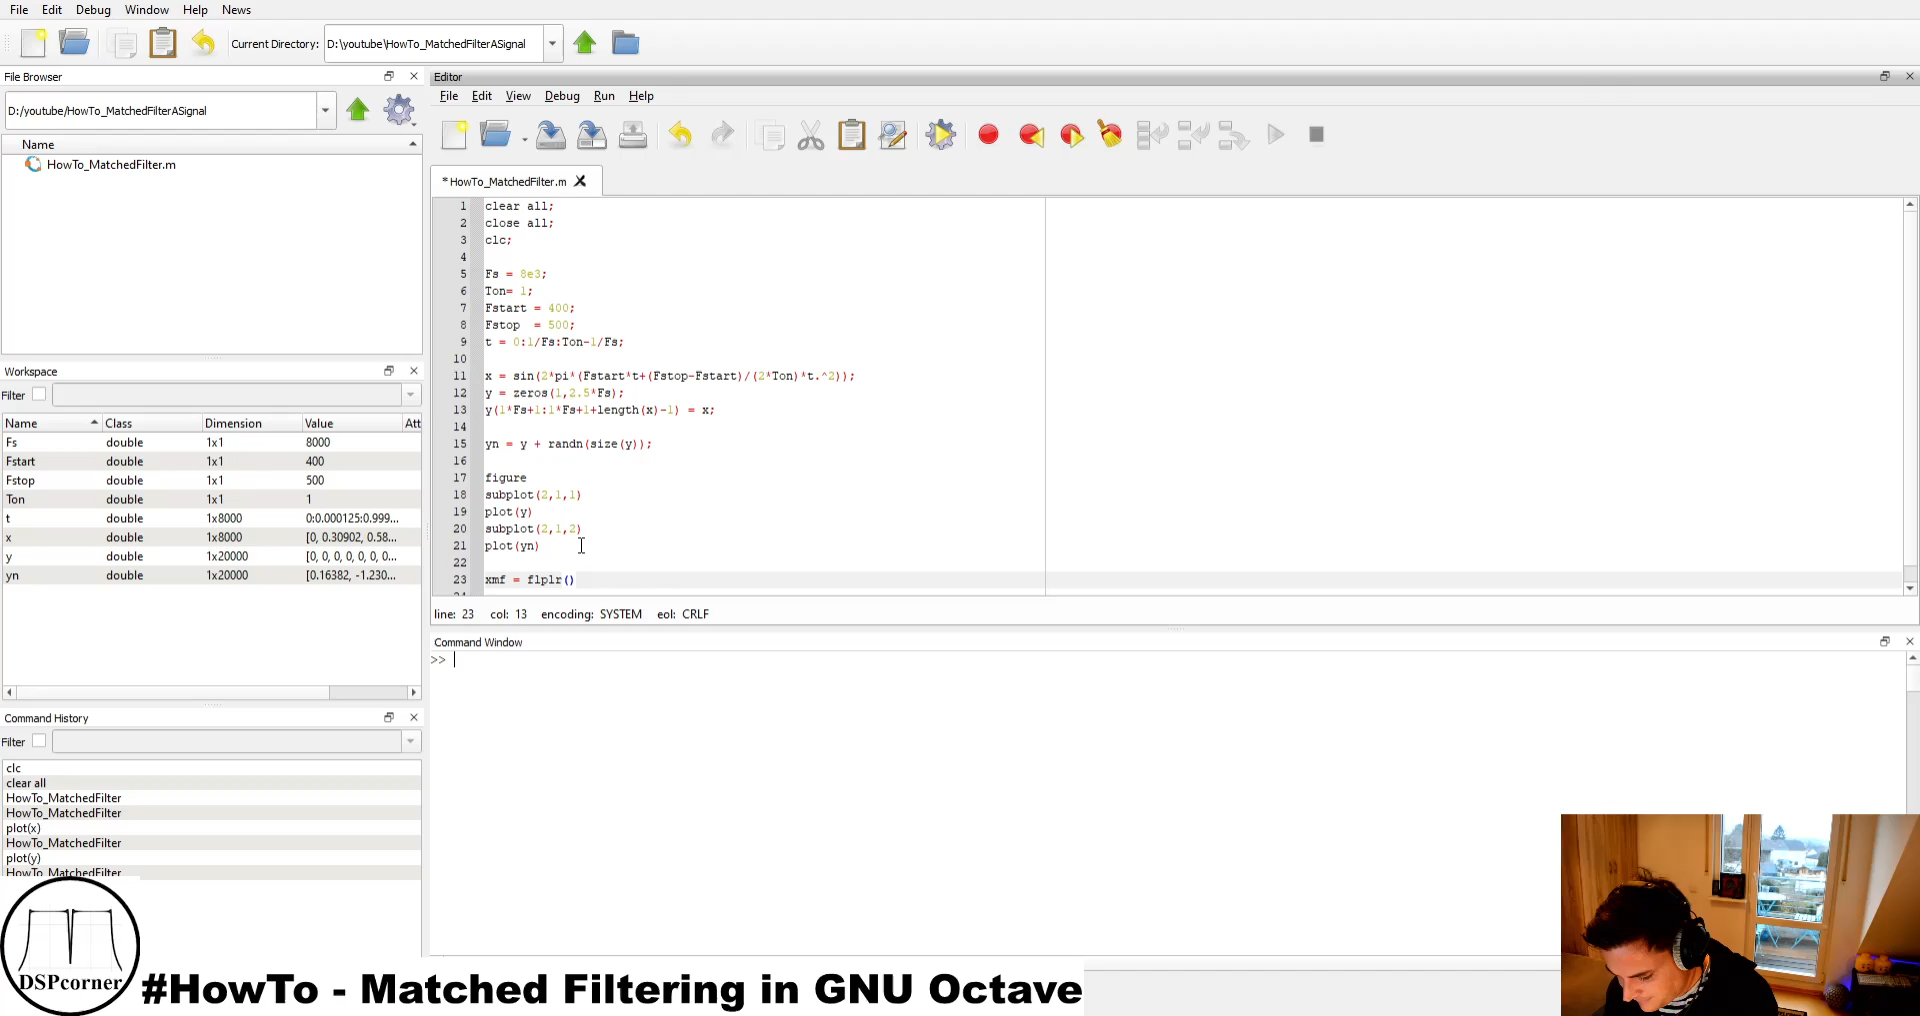 File Edit Debug Window Help News
Current Directory: D:\youtube\HowTo_MatchedFilterASignal
File Browser
D:/youtube/HowTo_MatchedFilterASignal
Name
HowTo_MatchedFilter.m
Workspace
Filter
Name Class Dimension Value Att
Fs double 1x1 8000
Fstart double 1x1 400
Fstop double 1x1 500
Ton double 1x1 1
t double 1x8000 0:0.000125:0.999...
x double 1x8000 [0, 0.30902, 0.58...
y double 1x20000 [0, 0, 0, 0, 0, 0, 0...
yn double 1x20000 [0.16382, -1.230...
Command History
Filter
clc
clear all
HowTo_MatchedFilter
HowTo_MatchedFilter
plot(x)
HowTo_MatchedFilter
plot(y)
HowTo_MatchedFilter
Editor
File Edit View Debug Run Help
* HowTo_MatchedFilter.m
1 clear all;
2 close all;
3 clc;
4
5 Fs = 8e3;
6 Ton= 1;
7 Fstart = 400;
8 Fstop  = 500;
9 t = 0:1/Fs:Ton-1/Fs;
10
11 x = sin(2*pi*(Fstart*t+(Fstop-Fstart)/(2*Ton)*t.^2));
12 y = zeros(1,2.5*Fs);
13 y(1*Fs+1:1*Fs+1+length(x)-1) = x;
14
15 yn = y + randn(size(y));
16
17 figure
18 subplot(2,1,1)
19 plot(y)
20 subplot(2,1,2)
21 plot(yn)
22
23 xmf = flplr()
line: 23 col: 13 encoding: SYSTEM eol: CRLF
Command Window
>>
DSPcorner
#HowTo - Matched Filtering in GNU Octave